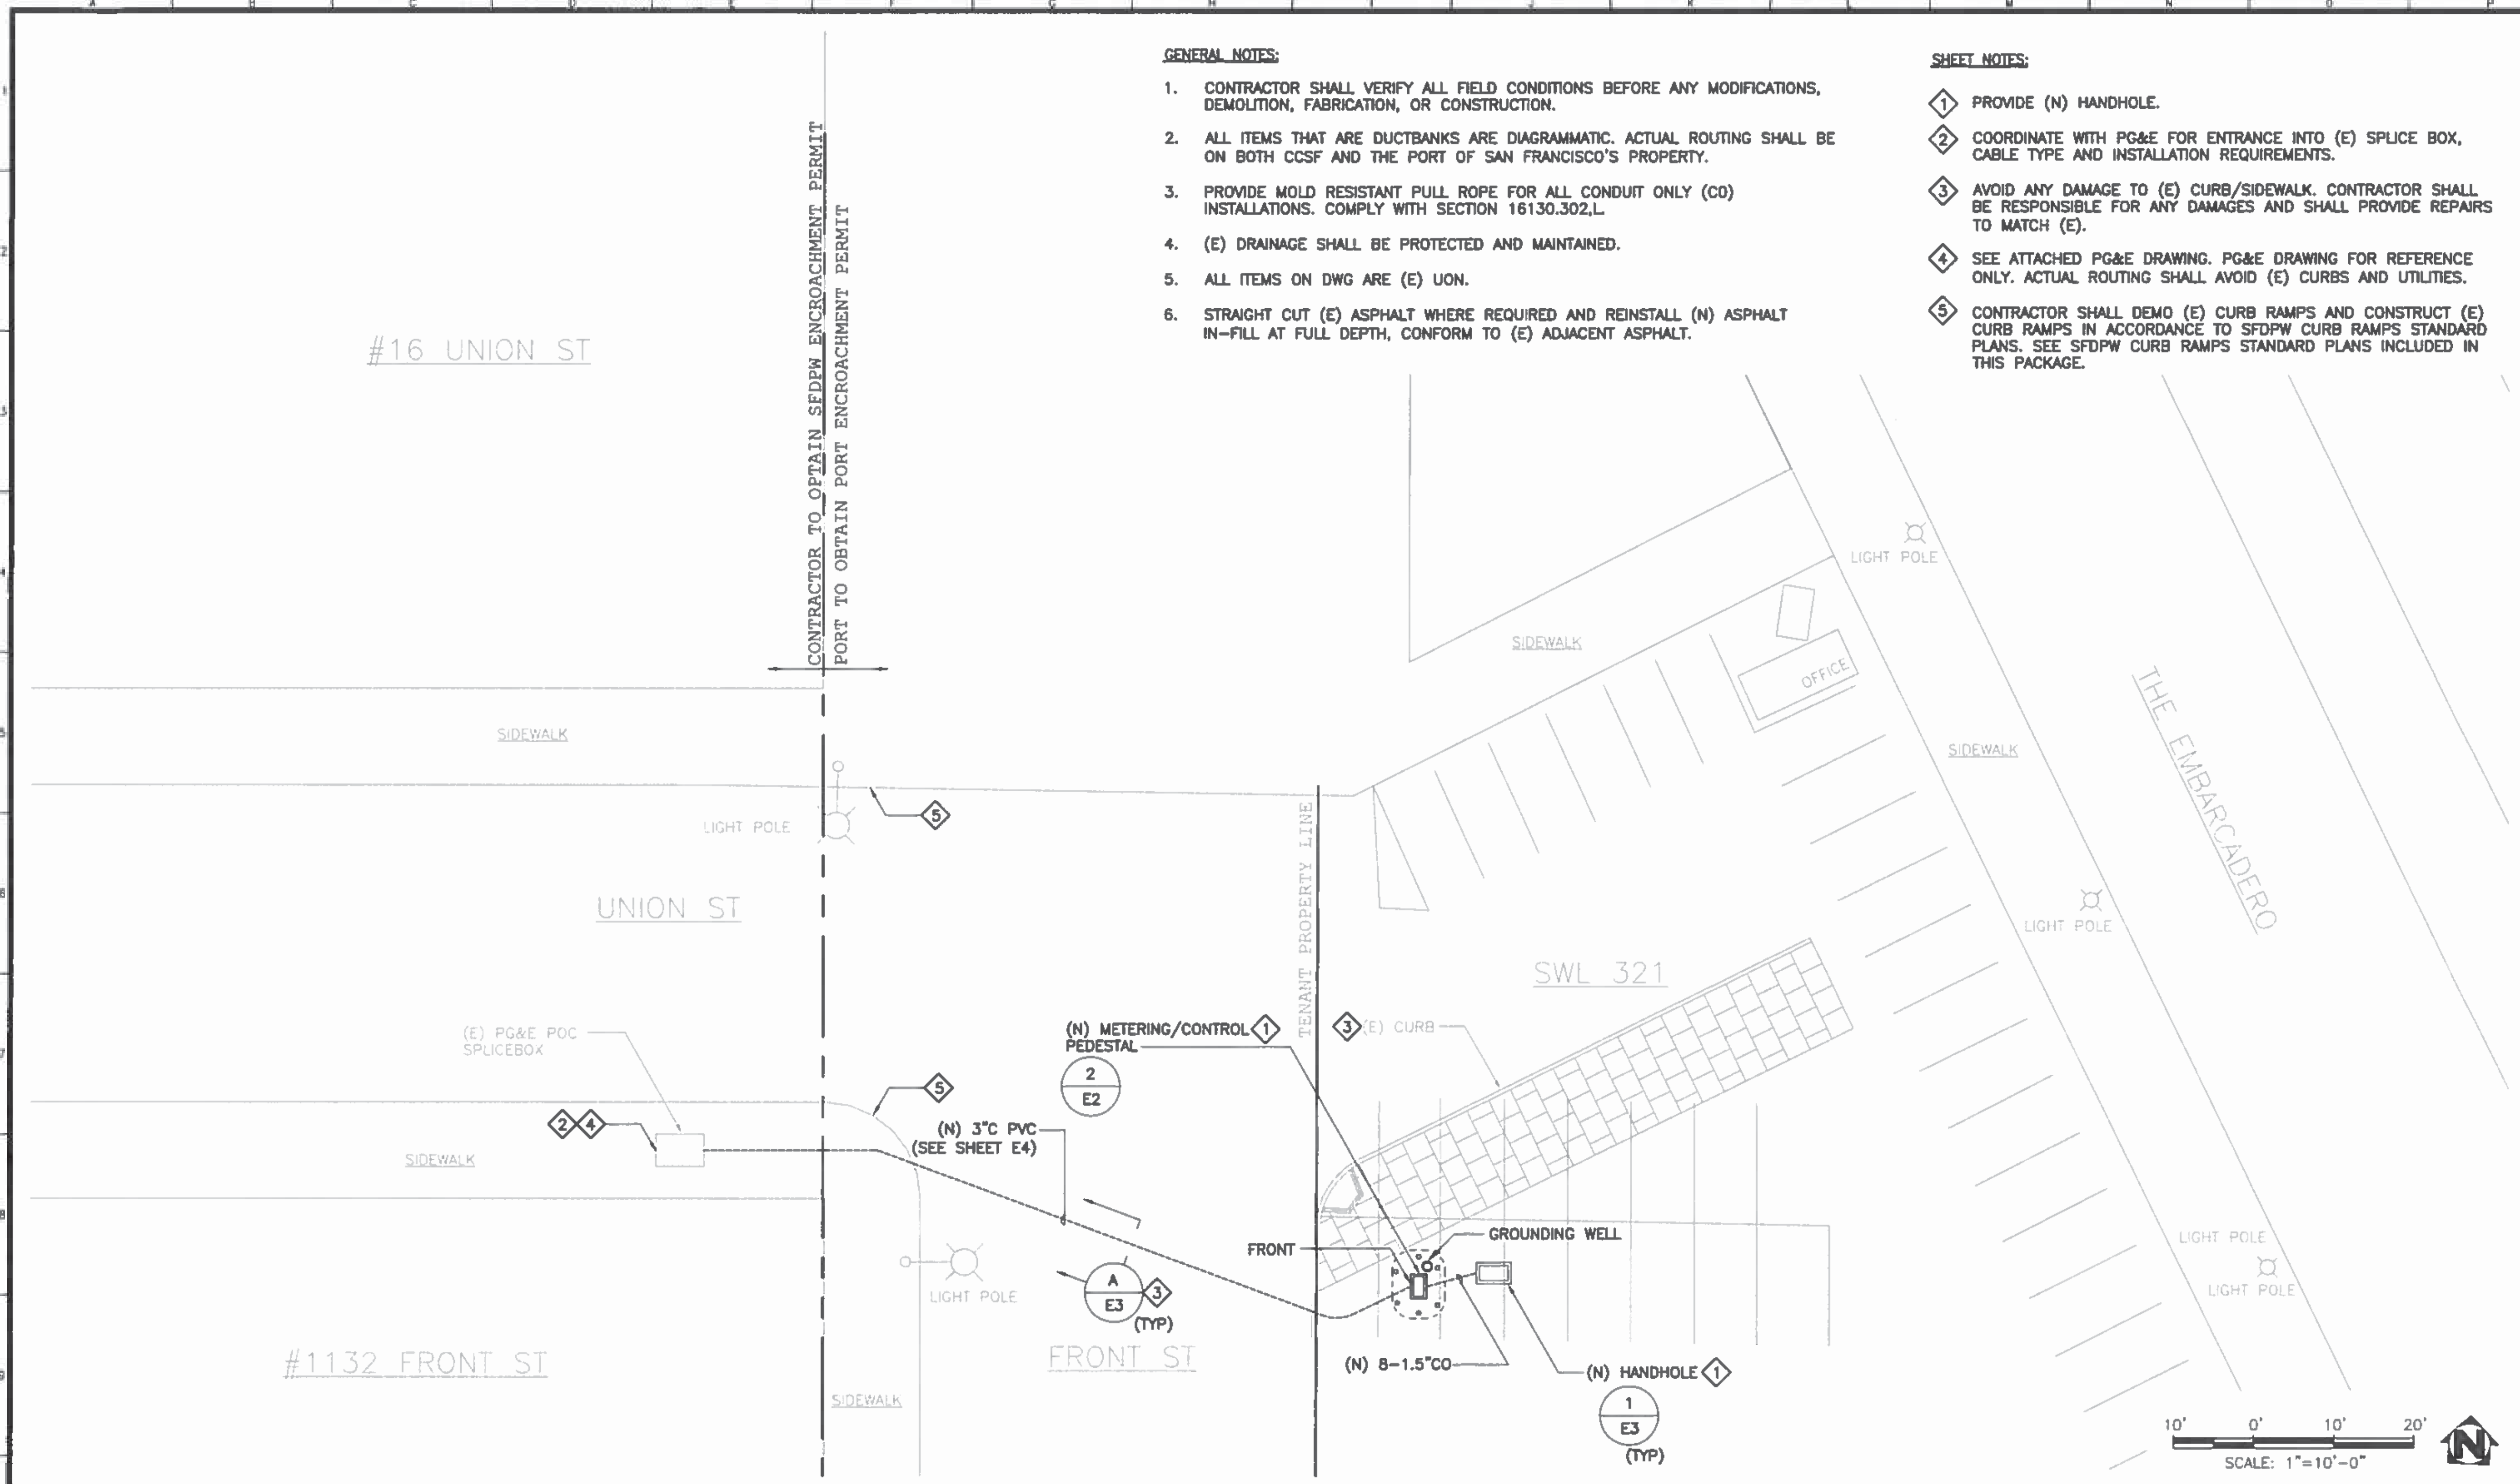 GENERAL NOTES:
1. CONTRACTOR SHALL VERIFY ALL FIELD CONDITIONS BEFORE ANY MODIFICATIONS,
DEMOLITION, FABRICATION, OR CONSTRUCTION.
2. ALL ITEMS THAT ARE DUCTBANKS ARE DIAGRAMMATIC. ACTUAL ROUTING SHALL BE
ON BOTH CCSF AND THE PORT OF SAN FRANCISCO'S PROPERTY.
3. PROVIDE MOLD RESISTANT PULL ROPE FOR ALL CONDUIT ONLY (CO)
INSTALLATIONS. COMPLY WITH SECTION 16130.302,L
4. (E) DRAINAGE SHALL BE PROTECTED AND MAINTAINED.
5. ALL ITEMS ON DWG ARE (E) UON.
6. STRAIGHT CUT (E) ASPHALT WHERE REQUIRED AND REINSTALL (N) ASPHALT
IN-FILL AT FULL DEPTH, CONFORM TO (E) ADJACENT ASPHALT.
SHEET NOTES:
1 PROVIDE (N) HANDHOLE.
2 COORDINATE WITH PG&E FOR ENTRANCE INTO (E) SPLICE BOX,
CABLE TYPE AND INSTALLATION REQUIREMENTS.
3 AVOID ANY DAMAGE TO (E) CURB/SIDEWALK. CONTRACTOR SHALL
BE RESPONSIBLE FOR ANY DAMAGES AND SHALL PROVIDE REPAIRS
TO MATCH (E).
4 SEE ATTACHED PG&E DRAWING. PG&E DRAWING FOR REFERENCE
ONLY. ACTUAL ROUTING SHALL AVOID (E) CURBS AND UTILITIES.
5 CONTRACTOR SHALL DEMO (E) CURB RAMPS AND CONSTRUCT (E)
CURB RAMPS IN ACCORDANCE TO SFDPW CURB RAMPS STANDARD
PLANS. SEE SFDPW CURB RAMPS STANDARD PLANS INCLUDED IN
THIS PACKAGE.
CONTRACTOR TO OPTAIN SFDPW ENCROACHMENT PERMIT
PORT TO OBTAIN PORT ENCROACHMENT PERMIT
#16 UNION ST
LIGHT POLE
SIDEWALK
OFFICE
THE EMBARCADERO
SIDEWALK
SIDEWALK
LIGHT POLE
5
TENANT PROPERTY LINE
UNION ST
LIGHT POLE
SWL 321
(E) PG&E POC
SPLICEBOX
(N) METERING/CONTROL 1
PEDESTAL
2
E2
3 (E) CURB
5
2 4
(N) 3"C PVC
(SEE SHEET E4)
SIDEWALK
GROUNDING WELL
FRONT
LIGHT POLE
LIGHT POLE
LIGHT POLE
A
E3
3
(TYP)
#1132 FRONT ST
FRONT ST
(N) 8-1.5"CO
(N) HANDHOLE 1
1
E3
(TYP)
SIDEWALK
10' 0' 10' 20'
SCALE: 1"=10'-0"
N